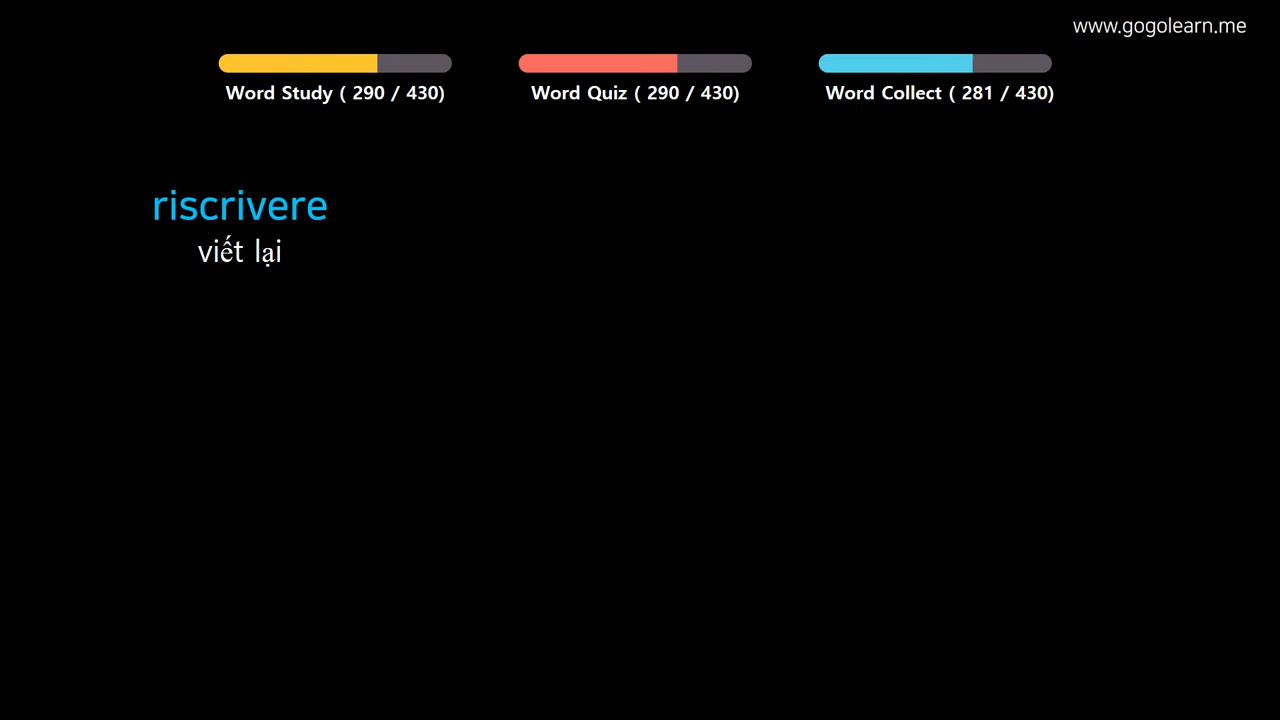 www.gogolearn.me
Word Study ( 290 / 430)
Word Quiz ( 290 / 430)
Word Collect ( 281 / 430)
riscrivere
viết lại